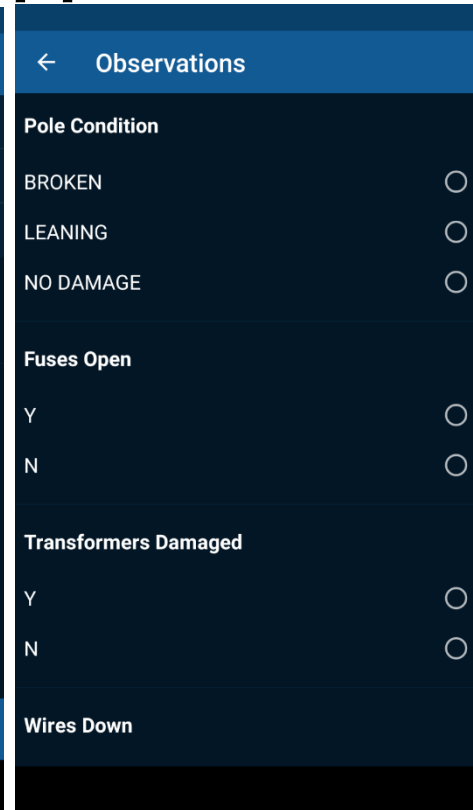 Observations
Pole Condition
BROKEN
LEANING
NO DAMAGE
Fuses Open
Y
N
Transformers Damaged
Y
N
Wires Down